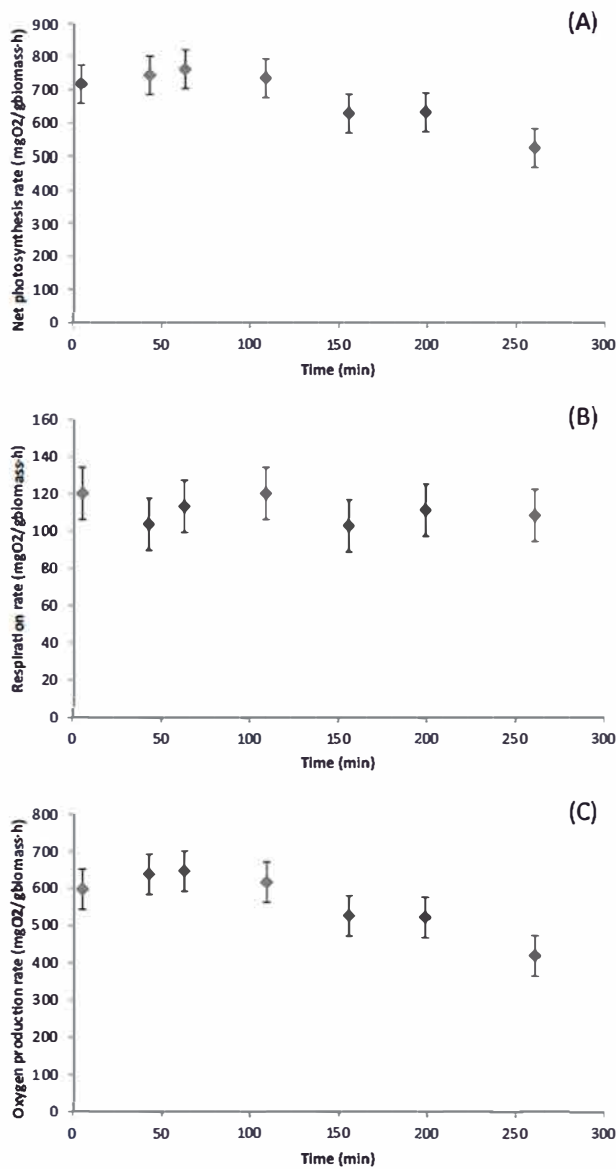 (A)
Net photosynthesis rate (mgO2/gbiomass·h)
900
800
700
600
500
400
300
200
100
0
0 50 100 150 200 250 300
Time (min)
(B)
Respiration rate (mgO2/gbiomass·h)
160
140
120
100
80
60
40
20
0
0 50 100 150 200 250 300
Time (min)
(C)
Oxygen production rate (mgO2/gbiomass·h)
800
700
600
500
400
300
200
100
0
0 50 100 150 200 250 300
Time (min)